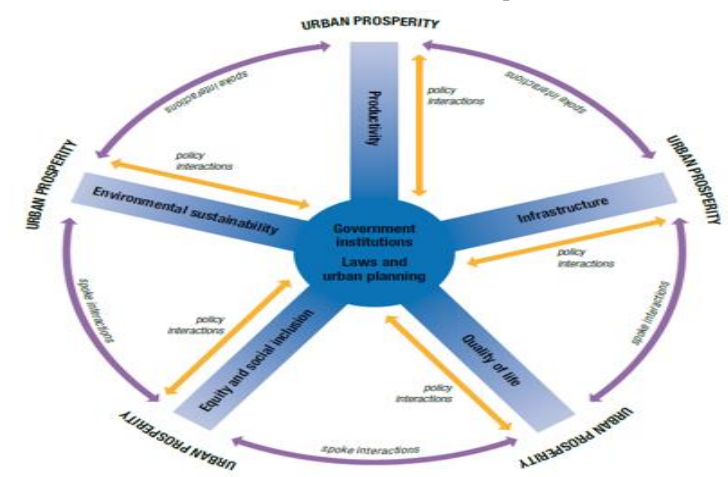 URBAN PROSPERITY
spoke interactions
spoke interactions
Productivity
policy
interactions
URBAN PROSPERITY
policy
interactions
URBAN PROSPERITY
Environmental sustainability
Infrastructure
Government
institutions
Laws and
urban planning
policy
interactions
spoke interactions
policy
interactions
Equity and social inclusion
Quality of life
spoke interactions
policy
interactions
URBAN PROSPERITY
spoke interactions
URBAN PROSPERITY